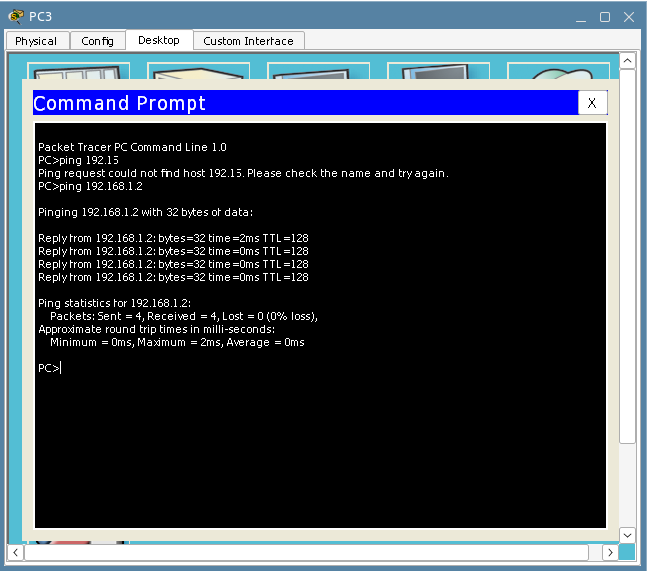 PC3
Physical Config Desktop Custom Interface
Command Prompt X
Packet Tracer PC Command Line 1.0
PC>ping 192.15
Ping request could not find host 192.15. Please check the name and try again.
PC>ping 192.168.1.2
Pinging 192.168.1.2 with 32 bytes of data:
Reply from 192.168.1.2: bytes=32 time=2ms TTL=128
Reply from 192.168.1.2: bytes=32 time=0ms TTL=128
Reply from 192.168.1.2: bytes=32 time=0ms TTL=128
Reply from 192.168.1.2: bytes=32 time=0ms TTL=128
Ping statistics for 192.168.1.2:
Packets: Sent = 4, Received = 4, Lost = 0 (0% loss),
Approximate round trip times in milli-seconds:
Minimum = 0ms, Maximum = 2ms, Average = 0ms
PC>